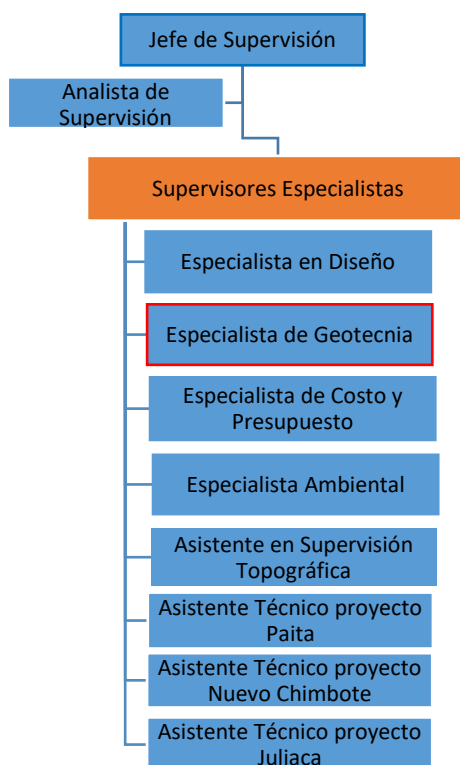 Jefe de Supervisión
Analista de
Supervisión
Supervisores Especialistas
Especialista en Diseño
Especialista de Geotecnia
Especialista de Costo y
Presupuesto
Especialista Ambiental
Asistente en Supervisión
Topográfica
Asistente Técnico proyecto
Paita
Asistente Técnico proyecto
Nuevo Chimbote
Asistente Técnico proyecto
Juliaca